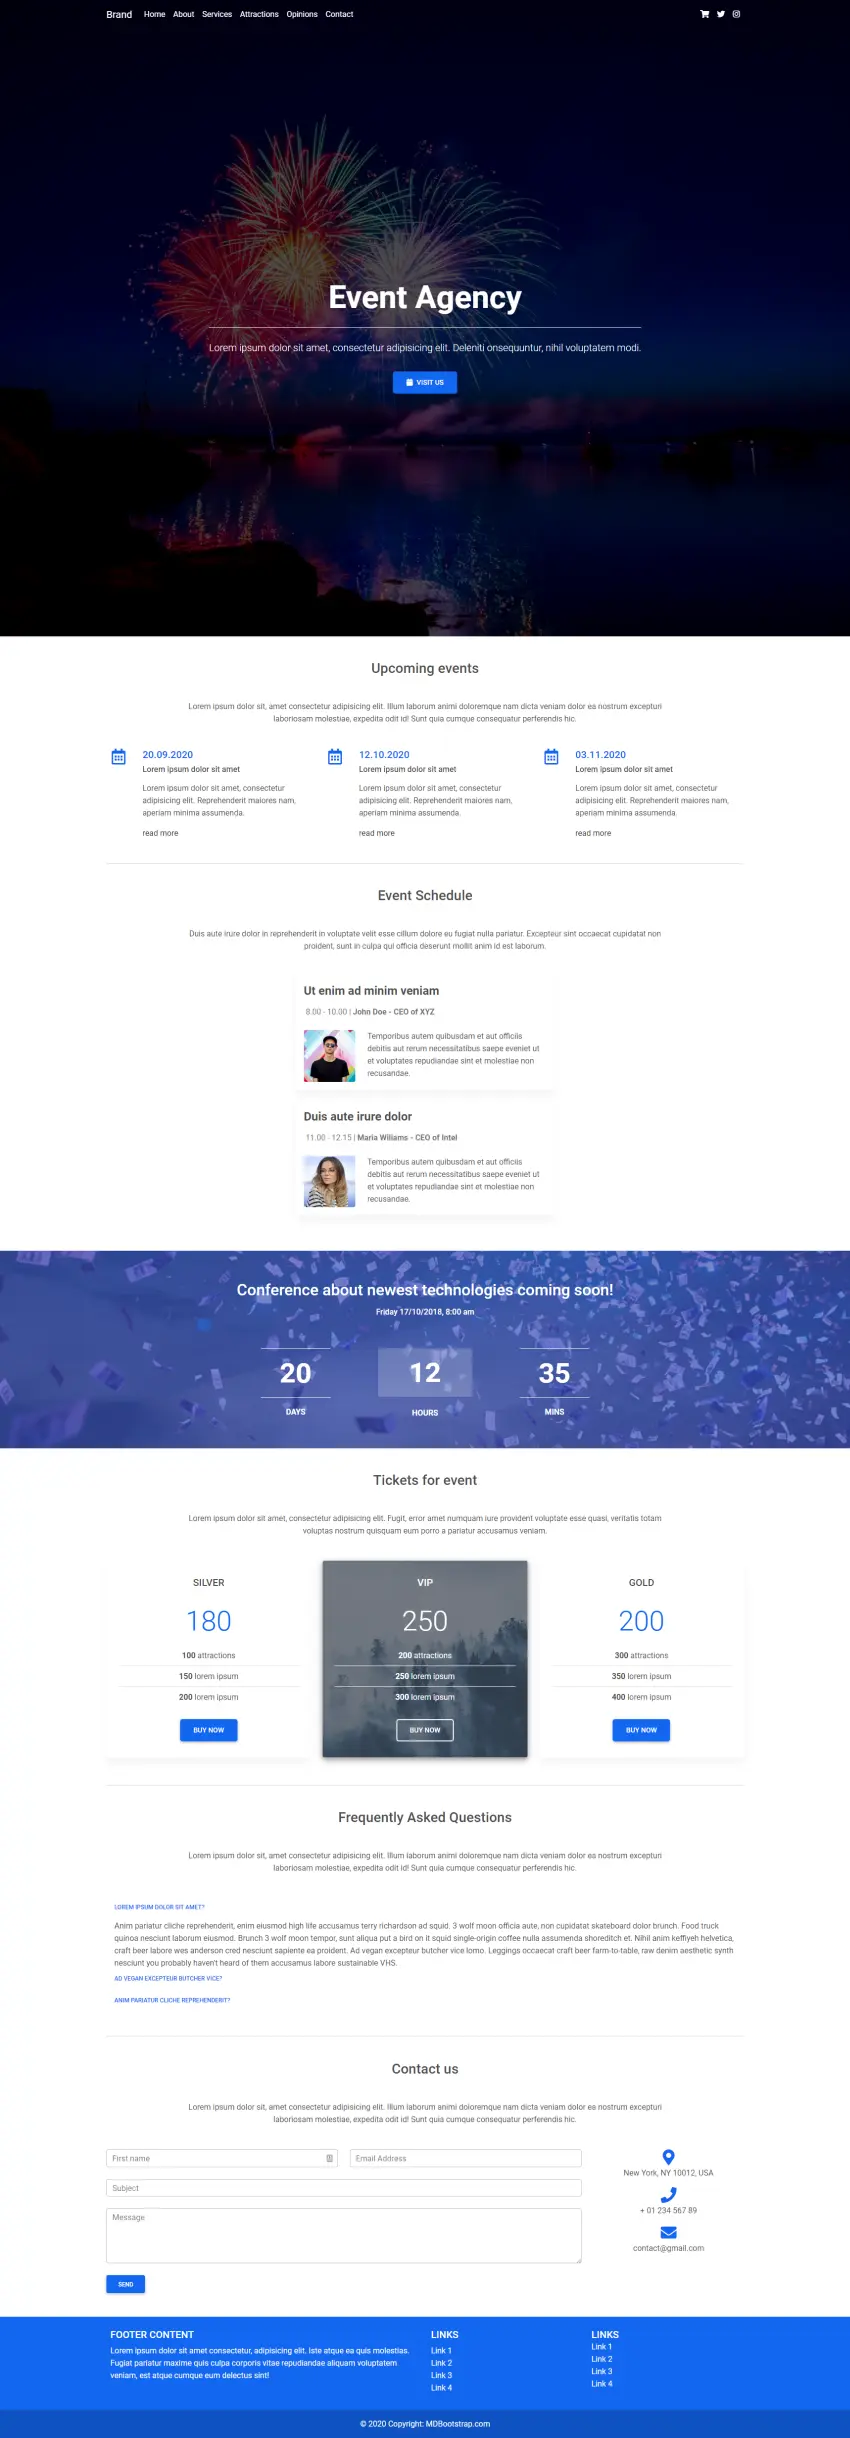 Brand Home About Services Attractions Opinions Contact
Event Agency
Lorem ipsum dolor sit amet, consectetur adipisicing elit. Deleniti onsequuntur, nihil voluptatem modi.
VISIT US
Upcoming events
Lorem ipsum dolor sit, amet consectetur adipisicing elit. Illum laborum animi doloremque nam dicta veniam dolor ea nostrum excepturi
laboriosam molestiae, expedita odit id! Sunt quia cumque consequatur perferendis hic.
20.09.2020
Lorem ipsum dolor sit amet
Lorem ipsum dolor sit amet, consectetur
adipisicing elit. Reprehenderit maiores nam,
aperiam minima assumenda.
read more
12.10.2020
Lorem ipsum dolor sit amet
Lorem ipsum dolor sit amet, consectetur
adipisicing elit. Reprehenderit maiores nam,
aperiam minima assumenda.
read more
03.11.2020
Lorem ipsum dolor sit amet
Lorem ipsum dolor sit amet, consectetur
adipisicing elit. Reprehenderit maiores nam,
aperiam minima assumenda.
read more
Event Schedule
Duis aute irure dolor in reprehenderit in voluptate velit esse cillum dolore eu fugiat nulla pariatur. Excepteur sint occaecat cupidatat non
proident, sunt in culpa qui officia deserunt mollit anim id est laborum.
Ut enim ad minim veniam
8.00 - 10.00 | John Doe - CEO of XYZ
Temporibus autem quibusdam et aut officiis
debitis aut rerum necessitatibus saepe eveniet ut
et voluptates repudiandae sint et molestiae non
recusandae.
Duis aute irure dolor
11.00 - 12.15 | Maria Wiliams - CEO of Intel
Temporibus autem quibusdam et aut officiis
debitis aut rerum necessitatibus saepe eveniet ut
et voluptates repudiandae sint et molestiae non
recusandae.
Conference about newest technologies coming soon!
Friday 17/10/2018, 8:00 am
20
DAYS
12
HOURS
35
MINS
Tickets for event
Lorem ipsum dolor sit amet, consectetur adipisicing elit. Fugit, error amet numquam iure provident voluptate esse quasi, veritatis totam
voluptas nostrum quisquam eum porro a pariatur accusamus veniam.
SILVER
180
100 attractions
150 lorem ipsum
200 lorem ipsum
BUY NOW
VIP
250
200 attractions
250 lorem ipsum
300 lorem ipsum
BUY NOW
GOLD
200
300 attractions
350 lorem ipsum
400 lorem ipsum
BUY NOW
Frequently Asked Questions
Lorem ipsum dolor sit, amet consectetur adipisicing elit. Illum laborum animi doloremque nam dicta veniam dolor ea nostrum excepturi
laboriosam molestiae, expedita odit id! Sunt quia cumque consequatur perferendis hic.
LOREM IPSUM DOLOR SIT AMET?
Anim pariatur cliche reprehenderit, enim eiusmod high life accusamus terry richardson ad squid. 3 wolf moon officia aute, non cupidatat skateboard dolor brunch. Food truck
quinoa nesciunt laborum eiusmod. Brunch 3 wolf moon tempor, sunt aliqua put a bird on it squid single-origin coffee nulla assumenda shoreditch et. Nihil anim keffiyeh helvetica,
craft beer labore wes anderson cred nesciunt sapiente ea proident. Ad vegan excepteur butcher vice lomo. Leggings occaecat craft beer farm-to-table, raw denim aesthetic synth
nesciunt you probably haven't heard of them accusamus labore sustainable VHS.
AD VEGAN EXCEPTEUR BUTCHER VICE?
ANIM PARIATUR CLICHE REPREHENDERIT?
Contact us
Lorem ipsum dolor sit, amet consectetur adipisicing elit. Illum laborum animi doloremque nam dicta veniam dolor ea nostrum excepturi
laboriosam molestiae, expedita odit id! Sunt quia cumque consequatur perferendis hic.
First name
Email Address
Subject
Message
SEND
New York, NY 10012, USA
+ 01 234 567 89
contact@gmail.com
FOOTER CONTENT
Lorem ipsum dolor sit amet consectetur, adipisicing elit. Iste atque ea quis molestias.
Fugiat pariatur maxime quis culpa corporis vitae repudiandae aliquam voluptatem
veniam, est atque cumque eum delectus sint!
LINKS
Link 1
Link 2
Link 3
Link 4
LINKS
Link 1
Link 2
Link 3
Link 4
© 2020 Copyright: MDBootstrap.com